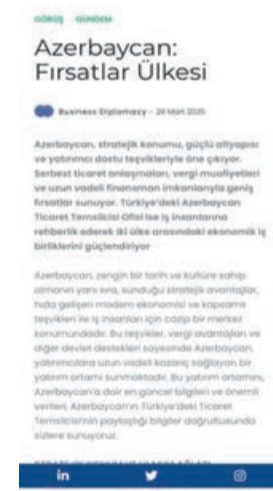 GÖRÜŞ GÜNDEM
Azerbaycan:
Fırsatlar Ülkesi
Business Diplomacy - 28 Mart 2025
Azerbaycan, stratejik konumu, güçlü altyapısı
ve yatırımcı dostu teşvikleriyle öne çıkıyor.
Serbest ticaret anlaşmaları, vergi muafiyetleri
ve uzun vadeli finansman imkanlarıyla geniş
fırsatlar sunuyor. Türkiye'deki Azerbaycan
Ticaret Temsilcisi Ofisi ise iş insanlarına
rehberlik ederek iki ülke arasındaki ekonomik iş
birliklerini güçlendiriyor
Azerbaycan, zengin bir tarih ve kültüre sahip
olmanın yanı sıra, sunduğu stratejik avantajlar,
hızla gelişen modern ekonomisi ve kapsamlı
teşvikleri ile iş insanları için cazip bir merkez
konumundadır. Bu teşvikler, vergi avantajları ve
diğer devlet destekleri sayesinde Azerbaycan,
yatırımcılara uzun vadeli kazanç sağlayan bir
yatırım ortamı sunmaktadır. Bu yatırım ortamını,
Azerbaycan'a dair en güncel bilgileri ve önemli
verileri, Azerbaycan'ın Türkiye'deki Ticaret
Temsilcisi'nin paylaştığı bilgiler doğrultusunda
sizlere sunuyoruz.
in